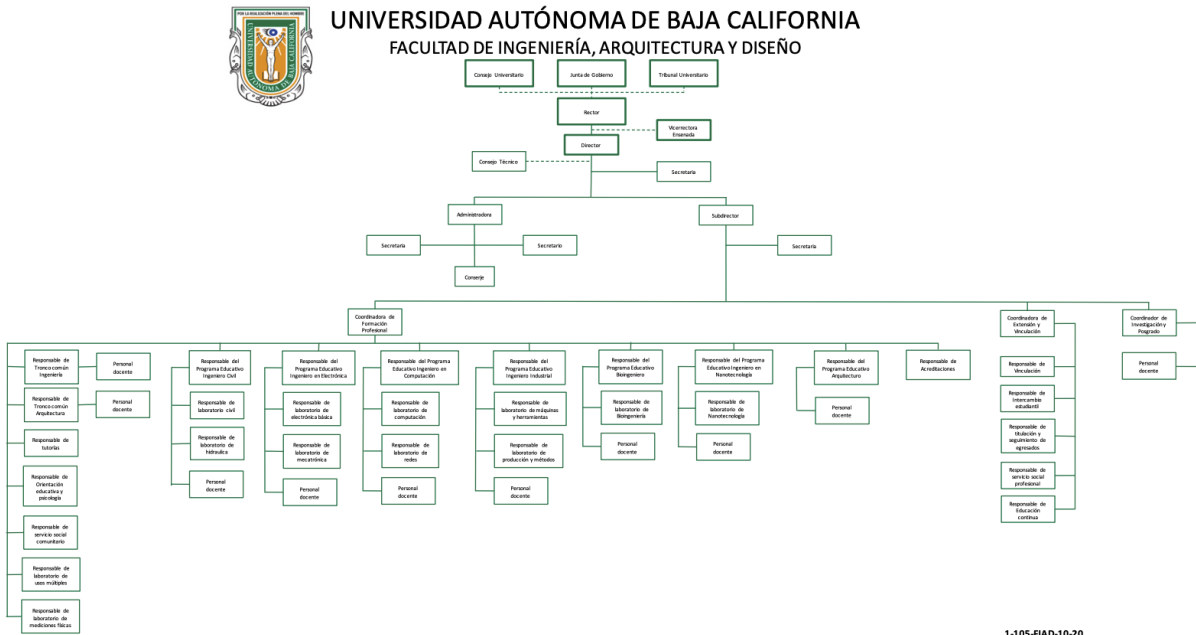 POR LA REALIZACIÓN PLENA DEL HOMBRE
UNIVERSIDAD AUTÓNOMA DE BAJA CALIFORNIA
UNIVERSIDAD AUTÓNOMA DE BAJA CALIFORNIA
FACULTAD DE INGENIERÍA, ARQUITECTURA Y DISEÑO
Consejo Universitario
Junta de Gobierno
Tribunal Universitario
Rector
Vicerrectora
Ensenada
Director
Consejo Técnico
Secretaria
Administradora
Subdirector
Secretaría
Secretario
Secretaría
Conserje
Coordinadora de
Formación
Profesional
Coordinadora de
Extensión y
Vinculación
Coordinador de
Investigación y
Posgrado
Responsable de
Tronco común
Ingeniería
Personal
docente
Responsable de
Tronco común
Arquitectura
Personal
docente
Responsable de
tutorías
Responsable de
Orientación
educativa y
psicología
Responsable de
servicio social
comunitario
Responsable de
laboratorio de
usos múltiples
Responsable de
laboratorio de
mediciones físicas
Responsable del
Programa Educativo
Ingeniero Civil
Responsable de
laboratorio civil
Responsable de
laboratorio de
hidraulica
Personal
docente
Responsable del
Programa Educativo
Ingeniero en Electrónica
Responsable de
laboratorio de
electrónica básica
Responsable de
laboratorio de
mecatrónica
Personal
docente
Responsable del Programa
Educativo Ingeniero en
Computación
Responsable de
laboratorio de
computación
Responsable de
laboratorio de
redes
Personal
docente
Responsable del
Programa Educativo
Ingeniero Industrial
Responsable de
laboratorio de máquinas
y herramientas
Responsable de
laboratorio de
producción y métodos
Personal
docente
Responsable del
Programa Educativo
Bioingeniero
Responsable de
laboratorio de
Bioingeniería
Personal
docente
Responsable del Programa
Educativo Ingeniero en
Nanotecnología
Responsable de
laboratorio de
Nanotecnología
Personal
docente
Responsable del
Programa Educativo
Arquitectura
Personal
docente
Responsable de
Acreditaciones
Responsable de
Vinculación
Responsable de
Intercambio
estudiantil
Responsable de
titulación y
seguimiento de
egresados
Responsable de
servicio social
profesional
Responsable de
Educación
continua
Personal
docente
1-105-FIAD-10-20